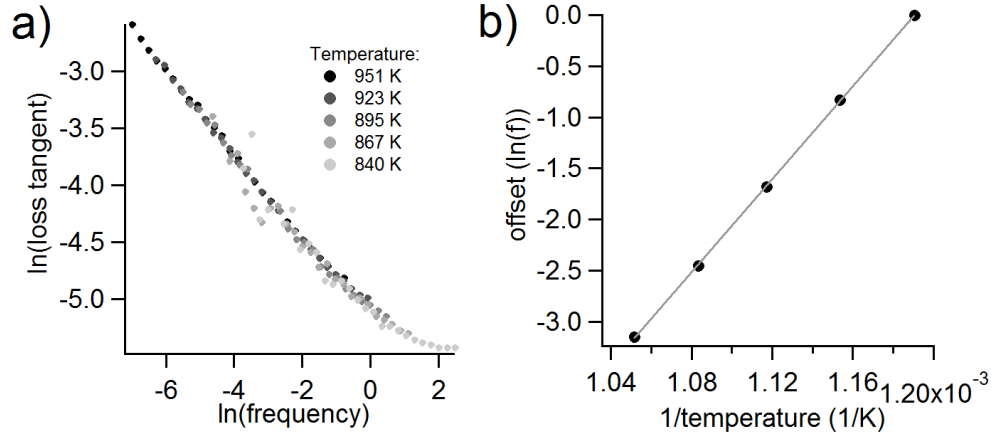 a)
ln(loss tangent)
-3.0
-3.5
-4.0
-4.5
-5.0
Temperature:
951 K
923 K
895 K
867 K
840 K
-6 -4 -2 0 2
ln(frequency)
b)
offset (ln(f))
0.0
-0.5
-1.0
-1.5
-2.0
-2.5
-3.0
1.04 1.08 1.12 1.16 1.20x10⁻³
1/temperature (1/K)